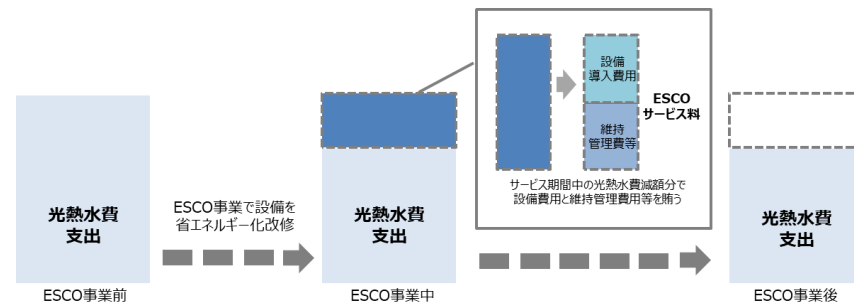 光熱水費
支出
ESCO事業前
ESCO事業で設備を
省エネルギー化改修
光熱水費
支出
ESCO事業中
設備
導入費用
維持
管理費等
ESCO
サービス料
サービス期間中の光熱水費減額分で
設備費用と維持管理費用等を賄う
光熱水費
支出
ESCO事業後